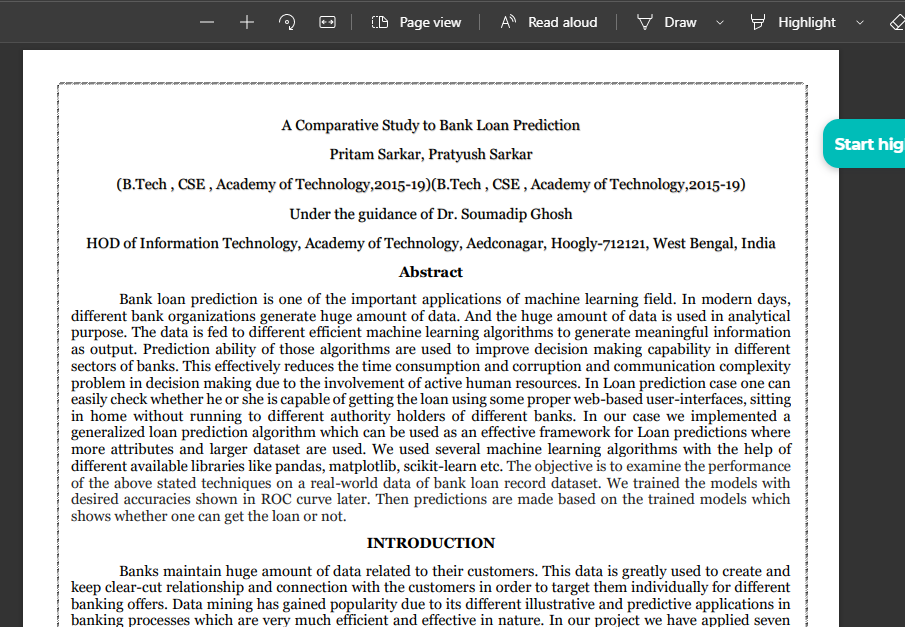 Page view
Read aloud
Draw
Highlight
Start hig
A Comparative Study to Bank Loan Prediction
Pritam Sarkar, Pratyush Sarkar
(B.Tech , CSE , Academy of Technology,2015-19)(B.Tech , CSE , Academy of Technology,2015-19)
Under the guidance of Dr. Soumadip Ghosh
HOD of Information Technology, Academy of Technology, Aedconagar, Hoogly-712121, West Bengal, India
Abstract
Bank loan prediction is one of the important applications of machine learning field. In modern days,
different bank organizations generate huge amount of data. And the huge amount of data is used in analytical
purpose. The data is fed to different efficient machine learning algorithms to generate meaningful information
as output. Prediction ability of those algorithms are used to improve decision making capability in different
sectors of banks. This effectively reduces the time consumption and corruption and communication complexity
problem in decision making due to the involvement of active human resources. In Loan prediction case one can
easily check whether he or she is capable of getting the loan using some proper web-based user-interfaces, sitting
in home without running to different authority holders of different banks. In our case we implemented a
generalized loan prediction algorithm which can be used as an effective framework for Loan predictions where
more attributes and larger dataset are used. We used several machine learning algorithms with the help of
different available libraries like pandas, matplotlib, scikit-learn etc. The objective is to examine the performance
of the above stated techniques on a real-world data of bank loan record dataset. We trained the models with
desired accuracies shown in ROC curve later. Then predictions are made based on the trained models which
shows whether one can get the loan or not.
INTRODUCTION
Banks maintain huge amount of data related to their customers. This data is greatly used to create and
keep clear-cut relationship and connection with the customers in order to target them individually for different
banking offers. Data mining has gained popularity due to its different illustrative and predictive applications in
banking processes which are very much efficient and effective in nature. In our project we have applied seven